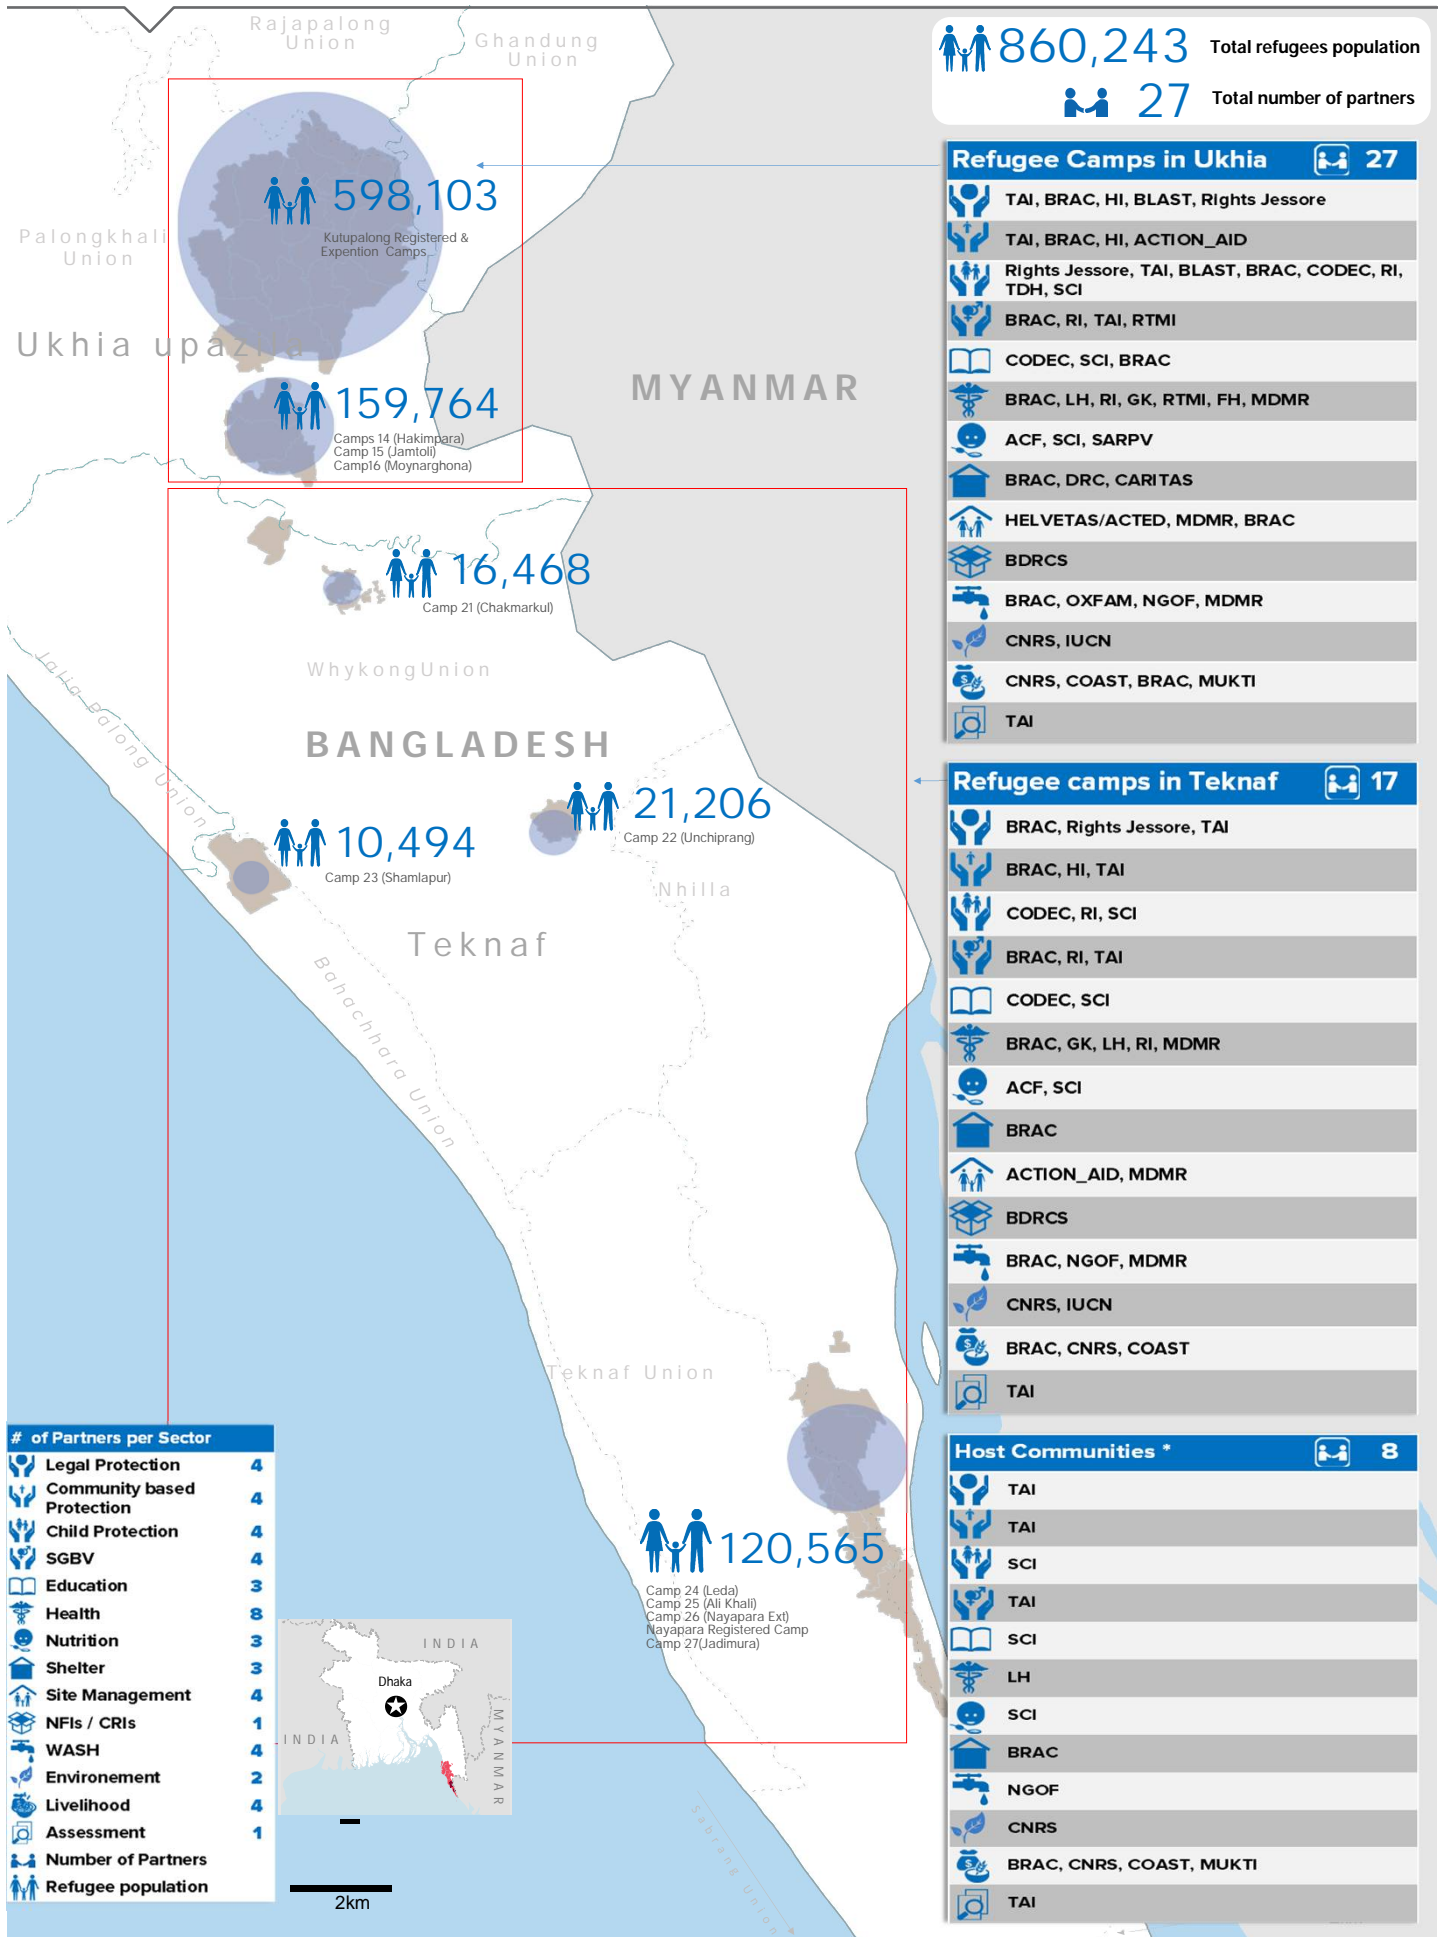 Rajapalong
Union
Ghandung
Union
860,243 Total refugees population
27 Total number of partners
598,103
Kutupalong Registered &
Expention Camps
Palongkhali
Union
Ukhia upazila
159,764
Camps 14 (Hakimpara)
Camp 15 (Jamtoli)
Camp16 (Moynarghona)
MYANMAR
16,468
Camp 21 (Chakmarkul)
WhykongUnion
Jalia Palong Union
BANGLADESH
21,206
Camp 22 (Unchiprang)
10,494
Camp 23 (Shamlapur)
Nhilla
Teknaf
Bahachhara Union
Teknaf Union
120,565
Camp 24 (Leda)
Camp 25 (Ali Khali)
Camp 26 (Nayapara Ext)
Nayapara Registered Camp
Camp 27(Jadimura)
Sabrang Union
Refugee Camps in Ukhia 27
TAI, BRAC, HI, BLAST, Rights Jessore
TAI, BRAC, HI, ACTION_AID
Rights Jessore, TAI, BLAST, BRAC, CODEC, RI,
TDH, SCI
BRAC, RI, TAI, RTMI
CODEC, SCI, BRAC
BRAC, LH, RI, GK, RTMI, FH, MDMR
ACF, SCI, SARPV
BRAC, DRC, CARITAS
HELVETAS/ACTED, MDMR, BRAC
BDRCS
BRAC, OXFAM, NGOF, MDMR
CNRS, IUCN
CNRS, COAST, BRAC, MUKTI
TAI
Refugee camps in Teknaf 17
BRAC, Rights Jessore, TAI
BRAC, HI, TAI
CODEC, RI, SCI
BRAC, RI, TAI
CODEC, SCI
BRAC, GK, LH, RI, MDMR
ACF, SCI
BRAC
ACTION_AID, MDMR
BDRCS
BRAC, NGOF, MDMR
CNRS, IUCN
BRAC, CNRS, COAST
TAI
Host Communities * 8
TAI
TAI
SCI
TAI
SCI
LH
SCI
BRAC
NGOF
CNRS
BRAC, CNRS, COAST, MUKTI
TAI
# of Partners per Sector
Legal Protection 4
Community based
Protection 4
Child Protection 4
SGBV 4
Education 3
Health 8
Nutrition 3
Shelter 3
Site Management 4
NFIs / CRIs 1
WASH 4
Environement 2
Livelihood 4
Assessment 1
Number of Partners
Refugee population
INDIA
Dhaka
INDIA
MYANMAR
2km